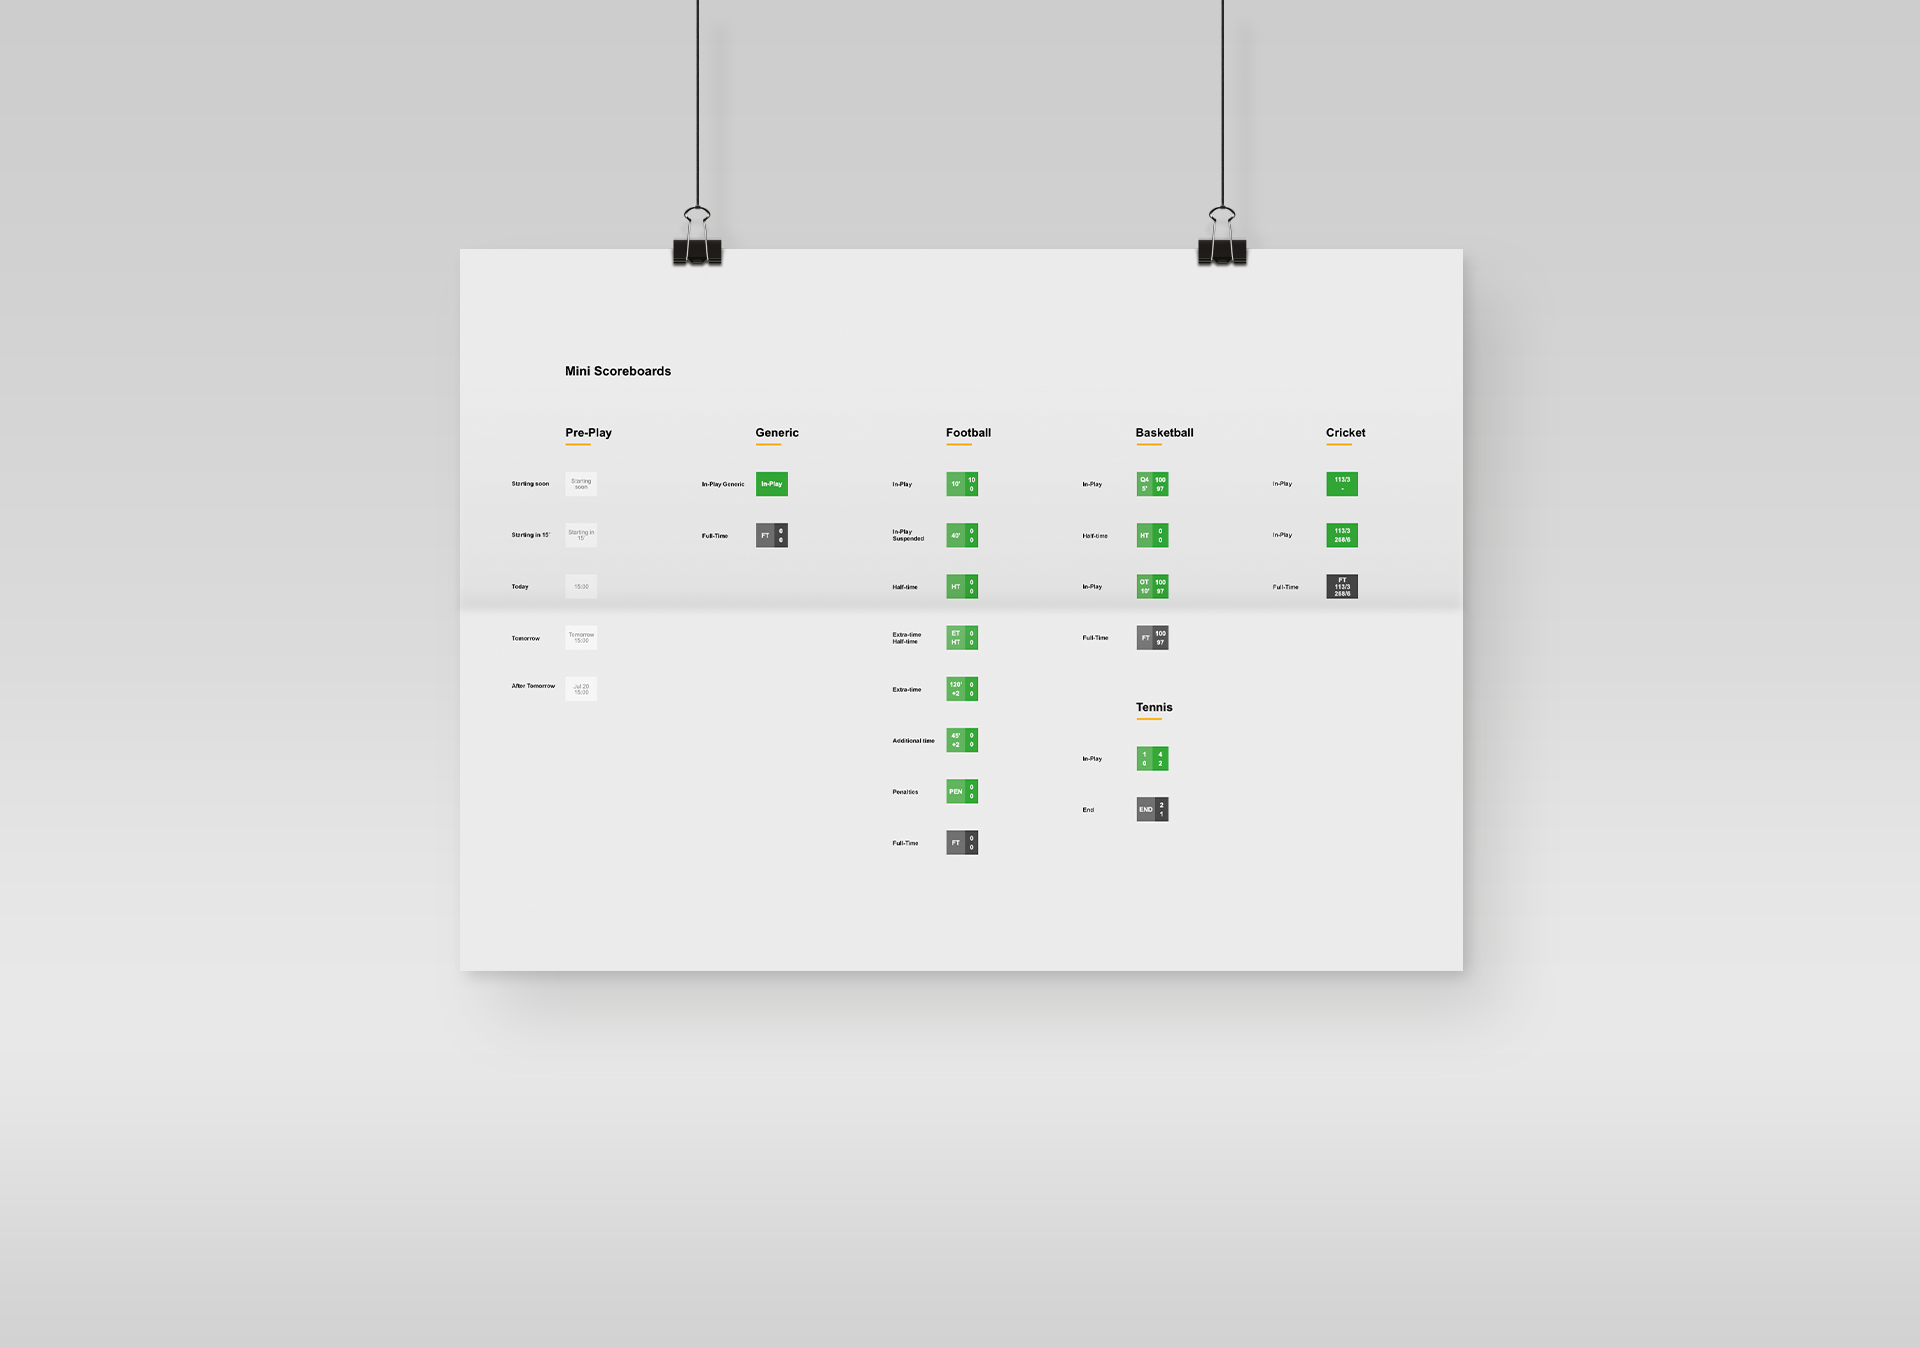 Mini Scoreboards
Pre-Play
Starting soon
Starting
soon
Starting in 15'
Starting in
15'
Today
15:00
Tomorrow
Tomorrow
15:00
After Tomorrow
Jul 20
15:00
Generic
In-Play Generic
In-Play
Full-Time
FT
0
0
Football
In-Play
10'
10
0
In-Play
Suspended
40'
0
0
Half-time
HT
0
0
Extra-time
Half-time
ET
HT
0
0
Extra-time
120'
+2
0
0
Additional time
45'
+2
0
0
Penalties
PEN
0
0
Full-Time
FT
0
0
Basketball
In-Play
Q4
5'
100
97
Half-time
HT
0
0
In-Play
OT
10'
100
97
Full-Time
FT
100
97
Tennis
In-Play
1
0
4
2
End
END
2
1
Cricket
In-Play
113/3
-
In-Play
113/3
268/6
Full-Time
FT
113/3
268/6